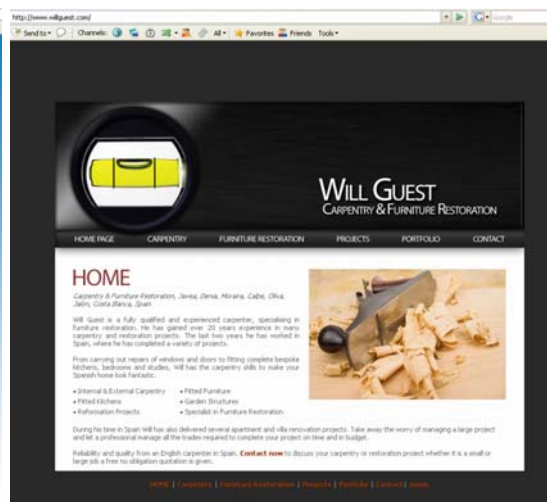 http://www.willguest.com/
Google
Send to
Channels:
All
Favorites
Friends
Tools
WILL GUEST
CARPENTRY & FURNITURE RESTORATION
HOME PAGE
CARPENTRY
FURNITURE RESTORATION
PROJECTS
PORTFOLIO
CONTACT
HOME
Carpentry & Furniture Restoration, Javea, Denia, Moraira, Calpe, Oliva,
Jalon, Costa Blanca, Spain
Will Guest is a fully qualified and experienced carpenter, specialising in
furniture restoration. He has gained over 20 years experience in many
carpentry and restoration projects. The last two years he has worked in
Spain, where he has completed a variety of projects.
From carrying out repairs of windows and doors to fitting complete bespoke
kitchens, bedrooms and studies, Will has the carpentry skills to make your
Spanish home look fantastic.
• Internal & External Carpentry
• Fitted Kitchens
• Reformation Projects
• Fitted Furniture
• Garden Structures
• Specialist in Furniture Restoration
During his time in Spain Will has also delivered several apartment and villa renovation projects. Take away the worry of managing a large project
and let a professional manage all the trades required to complete your project on time and in budget.
Reliability and quality from an English carpenter in Spain. Contact now to discuss your carpentry or restoration project whether it is a small or
large job a free no obligation quotation is given.
HOME | Carpentry | Furniture Restoration | Projects | Portfolio | Contact |